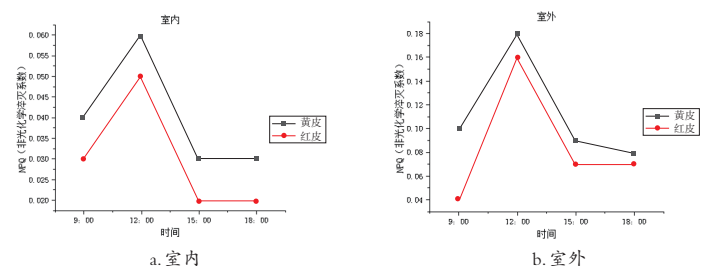 室内
NPQ（非光化学淬灭系数）
0.060
0.055
0.050
0.045
0.040
0.035
0.030
0.025
0.020
黄皮
红皮
9：00 12：00 15：00 18：00
时间
a.室内
室外
NPQ（非光化学淬灭系数）
0.18
0.16
0.14
0.12
0.10
0.08
0.06
0.04
黄皮
红皮
9：00 12：00 15：00 18：00
时间
b.室外